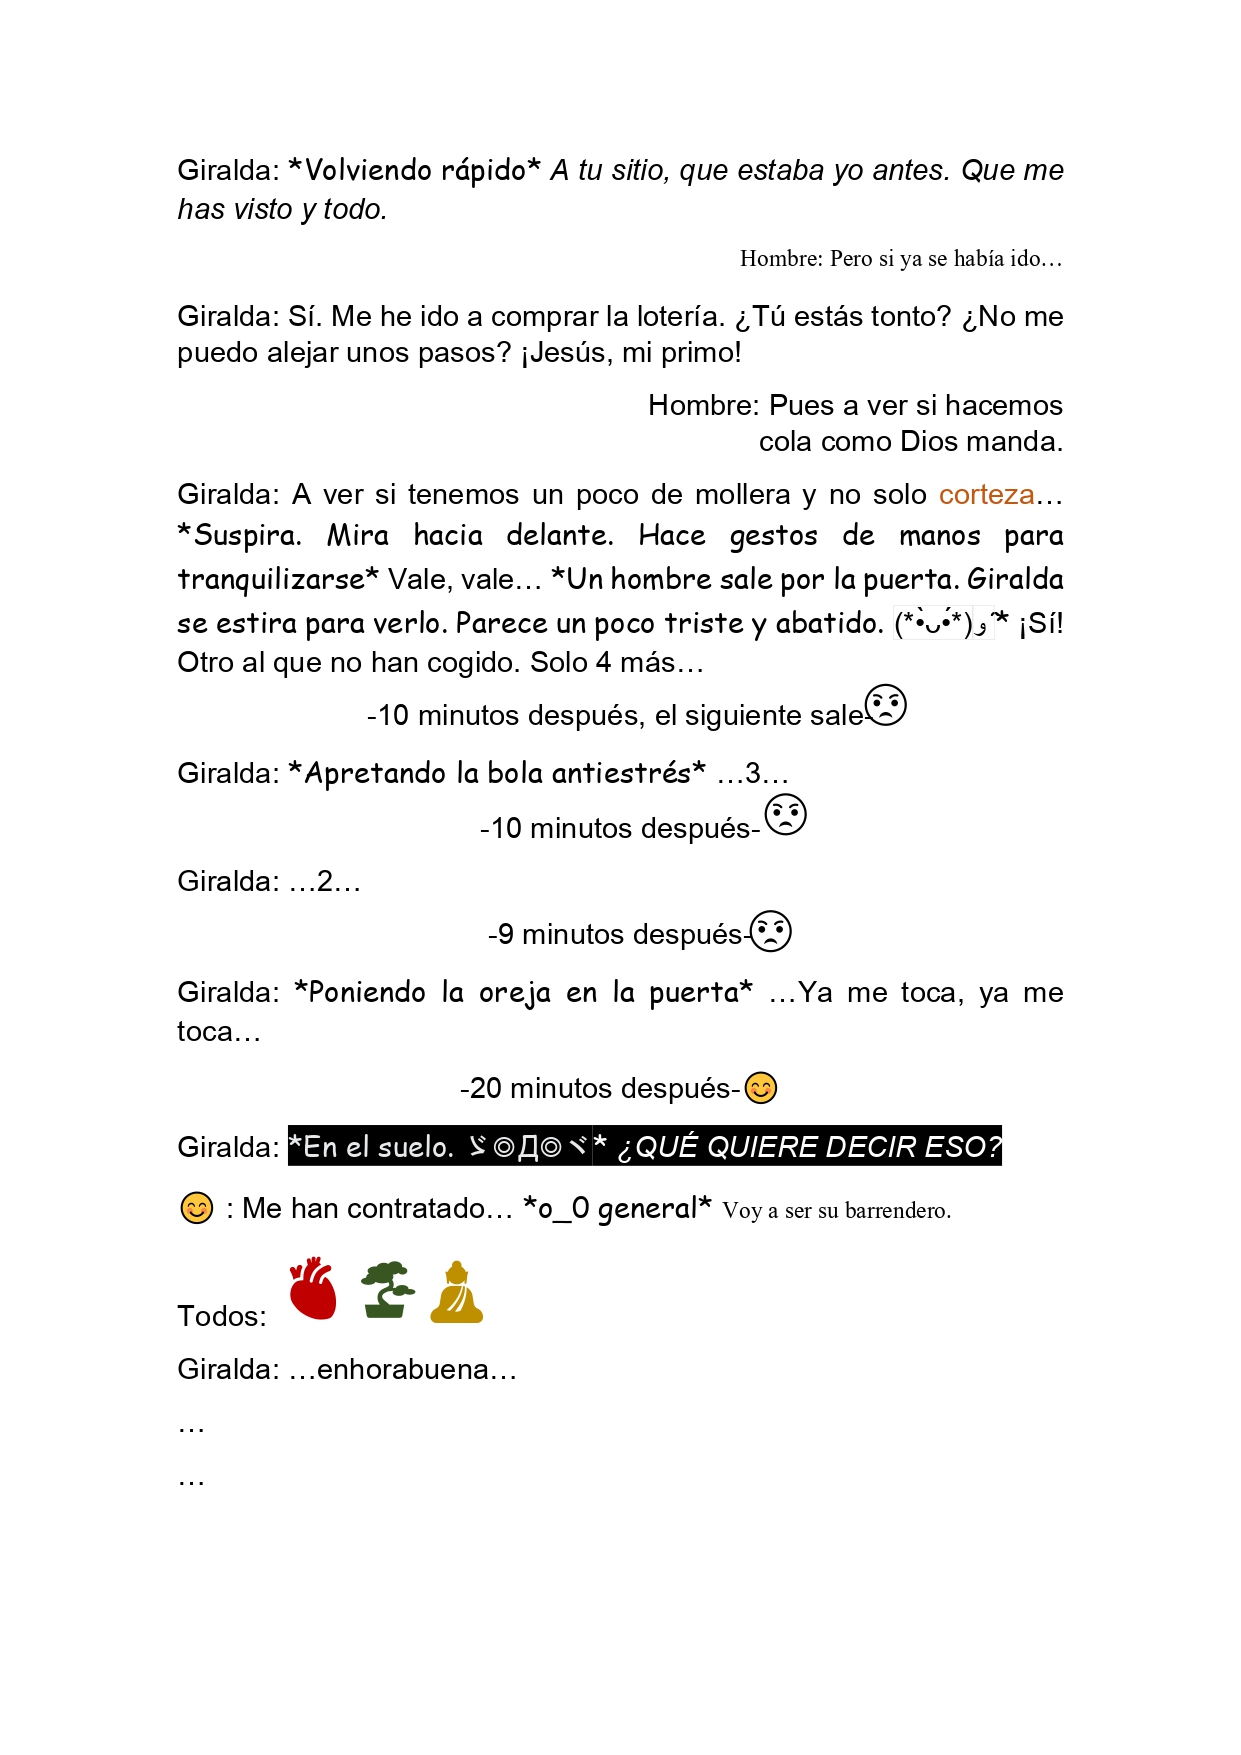 Giralda: *Volviendo rápido* A tu sitio, que estaba yo antes. Que me
has visto y todo.
Hombre: Pero si ya se había ido…
Giralda: Sí. Me he ido a comprar la lotería. ¿Tú estás tonto? ¿No me
puedo alejar unos pasos? ¡Jesús, mi primo!
Hombre: Pues a ver si hacemos
cola como Dios manda.
Giralda: A ver si tenemos un poco de mollera y no solo corteza…
*Suspira. Mira hacia delante. Hace gestos de manos para
tranquilizarse* Vale, vale… *Un hombre sale por la puerta. Giralda
se estira para verlo. Parece un poco triste y abatido. (*•̀ᴗ•́*)و ̑̑* ¡Sí!
Otro al que no han cogido. Solo 4 más…
-10 minutos después, el siguiente sale-
Giralda: *Apretando la bola antiestrés* …3…
-10 minutos después-
Giralda: …2…
-9 minutos después-
Giralda: *Poniendo la oreja en la puerta* …Ya me toca, ya me
toca…
-20 minutos después-😊
Giralda: *En el suelo. ゞ◎Д◎ヾ* ¿QUÉ QUIERE DECIR ESO?
😊 : Me han contratado… *o_O general* Voy a ser su barrendero.
Todos:
Giralda: …enhorabuena…
…
…